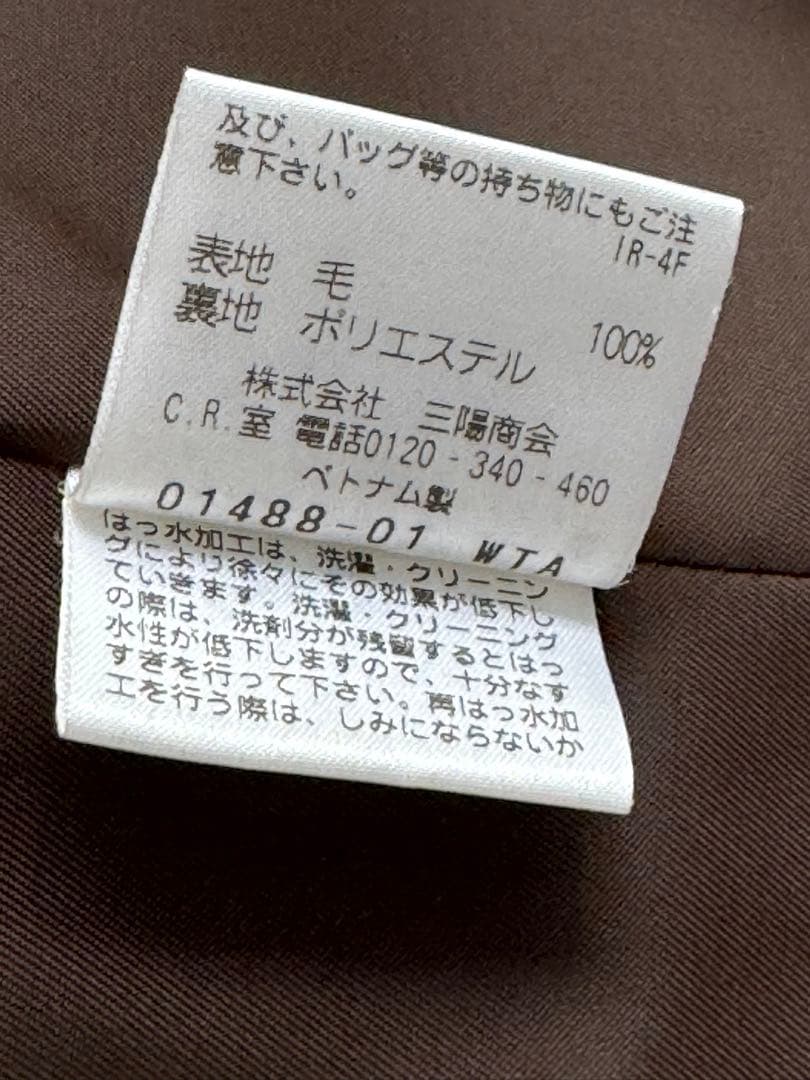 及び、バッグ等の持ち物にもご注
意下さい。
IR-4F
表地 毛 100%
裏地 ポリエステル
株式会社 三陽商会
C.R.室 電話0120-340-460
ベトナム製
01488-01 WTA
はっ水加工は、洗濯・クリーニン
グにより徐々にその効果が低下し
ていきます。洗濯・クリーニング
の際は、洗剤分が残留するとはっ
水性が低下しますので、十分なす
すぎを行って下さい。再はっ水加
工を行う際は、しみにならないか